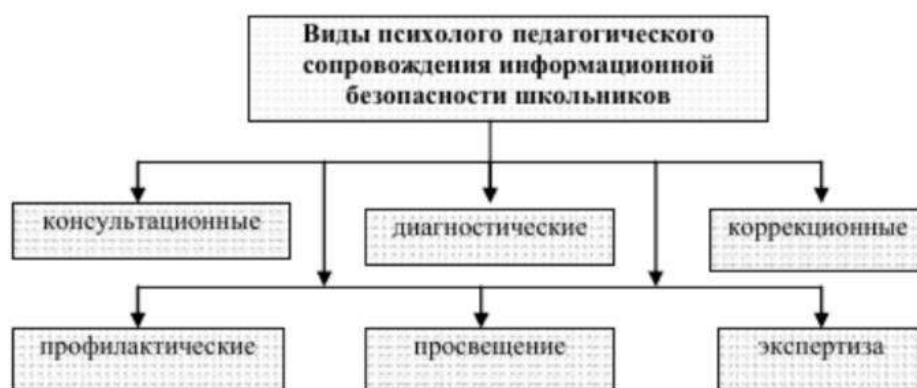 Виды психолого педагогического
сопровождения информационной
безопасности школьников
консультационные
диагностические
коррекционные
профилактические
просвещение
экспертиза